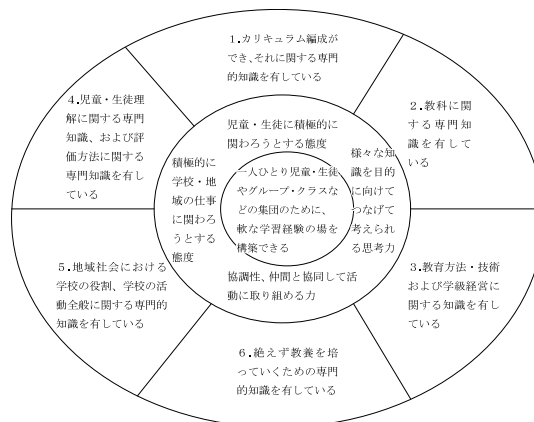 1.カリキュラム編成が
でき、それに関する専門
的知識を有している
2.教科に関
する専門知
識を有して
いる
3.教育方法・技術
および学級経営に
関する知識を有し
ている
6.絶えず教養を培
っていくための専門
的知識を有している
5.地域社会における
学校の役割、学校の活
動全般に関する専門的
知識を有している
4.児童・生徒理
解に関する専門
知識、および評
価方法に関する
専門知識を有し
ている
児童・生徒に積極的に
関わろうとする態度
様々な知
識を目的
に向けて
つなげて
考えられ
る思考力
協調性、仲間と協同して活
動に取り組める力
積極的に
学校・地
域の仕事
に関わろ
うとする
態度
一人ひとり児童・生徒
やグループ・クラスな
どの集団のために、
軟な学習経験の場を
構築できる